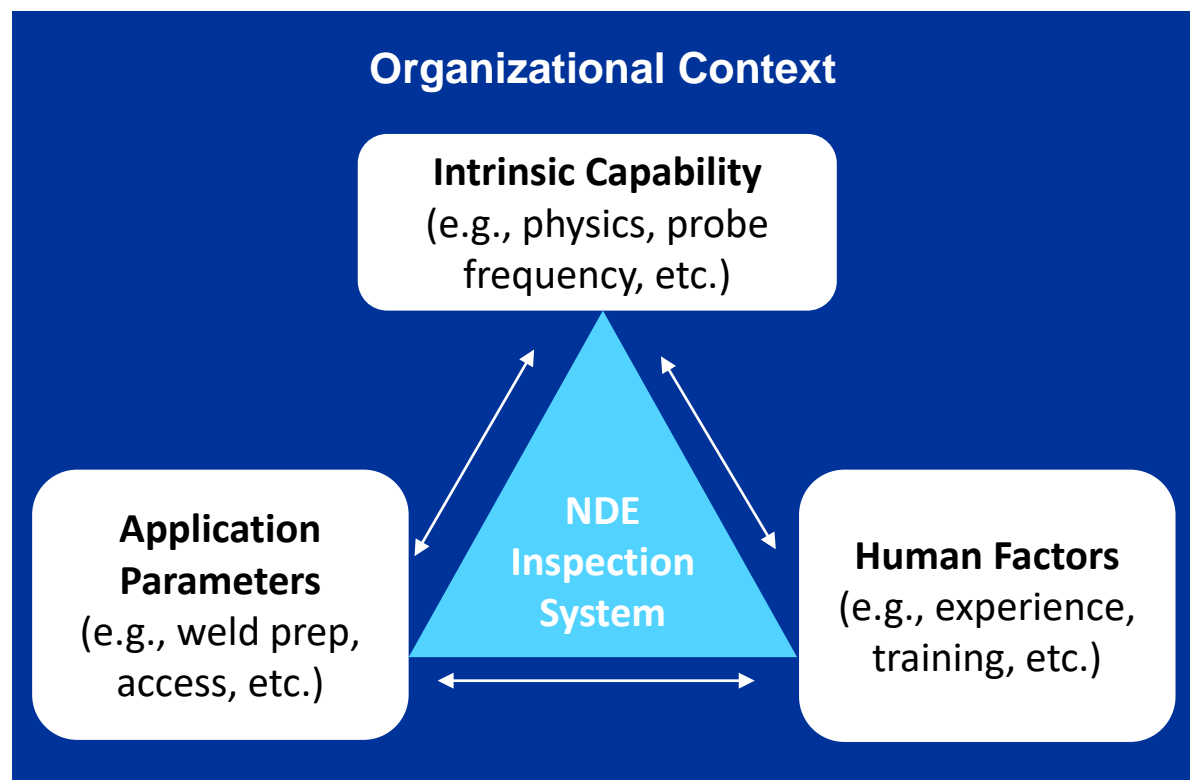 Organizational Context
Intrinsic Capability
(e.g., physics, probe
frequency, etc.)
Application
Parameters
(e.g., weld prep,
access, etc.)
NDE
Inspection
System
Human Factors
(e.g., experience,
training, etc.)